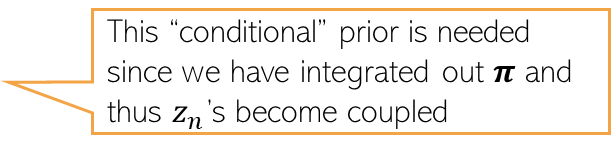 This “conditional” prior is needed
since we have integrated out 𝝅 and
thus 𝒛ₙ’s become coupled